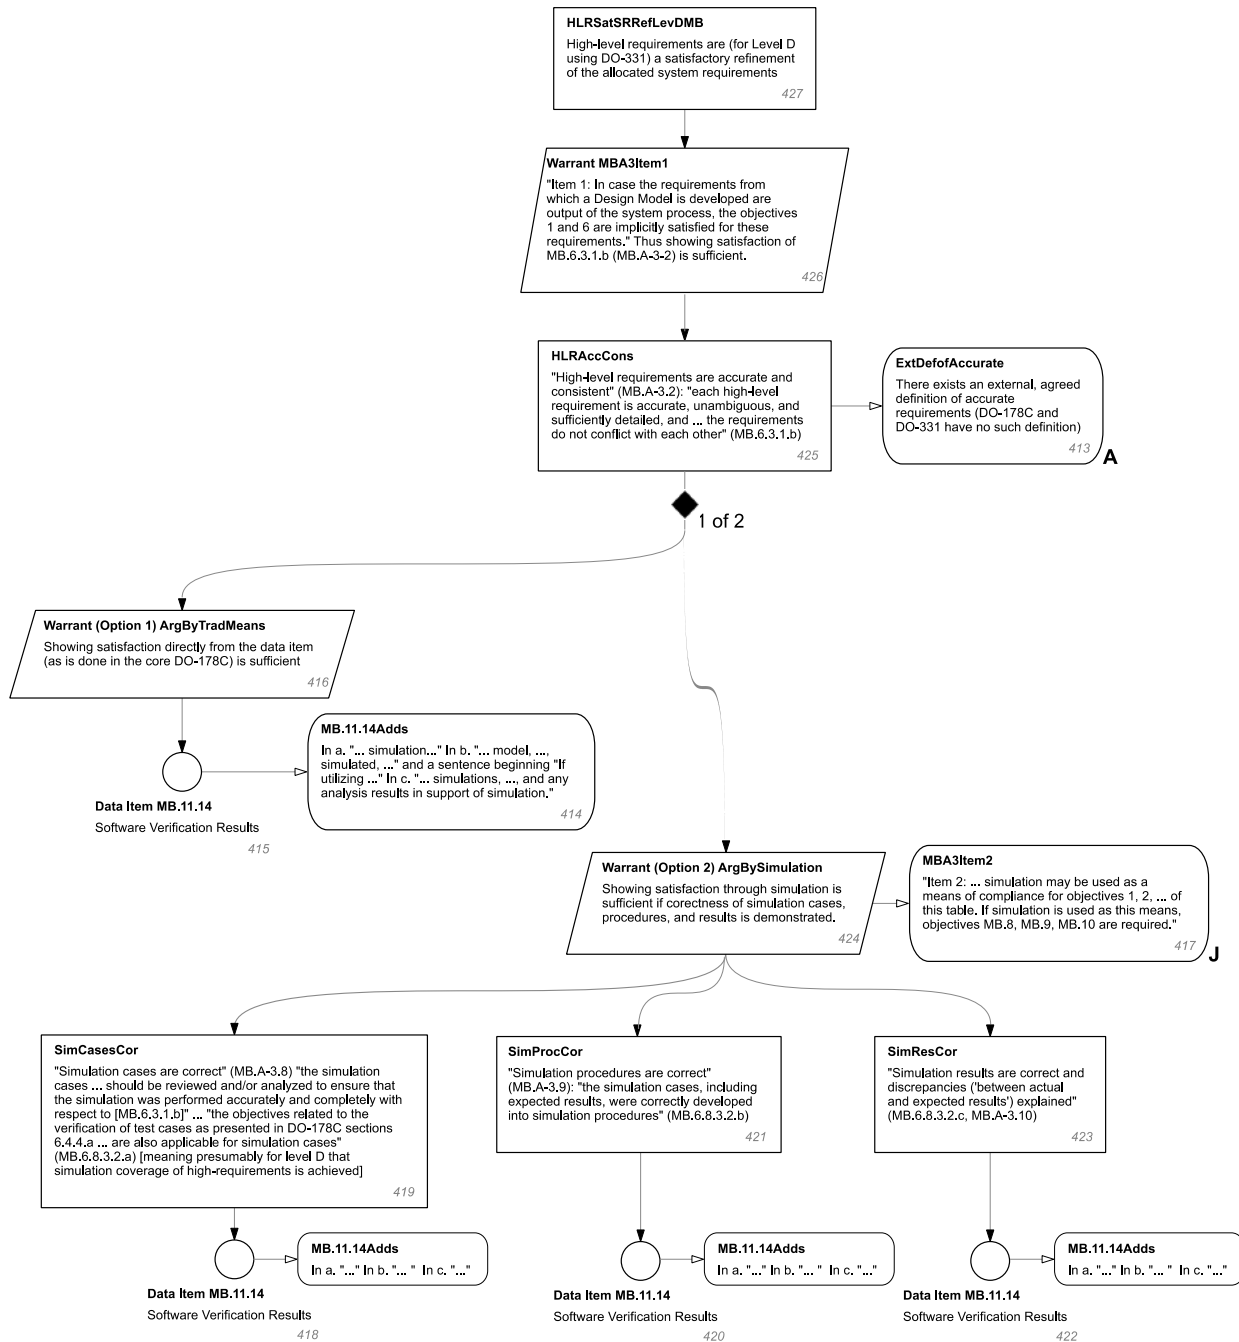 HLRSatSRRefLevDMB
High-level requirements are (for Level D
using DO-331) a satisfactory refinement
of the allocated system requirements
427
Warrant MBA3Item1
"Item 1: In case the requirements from
which a Design Model is developed are
output of the system process, the objectives
1 and 6 are implicitly satisfied for these
requirements." Thus showing satisfaction of
MB.6.3.1.b (MB.A-3-2) is sufficient.
426
HLRAccCons
"High-level requirements are accurate and
consistent" (MB.A-3.2): "each high-level
requirement is accurate, unambiguous, and
sufficiently detailed, and ... the requirements
do not conflict with each other" (MB.6.3.1.b)
425
ExtDefofAccurate
There exists an external, agreed
definition of accurate
requirements (DO-178C and
DO-331 have no such definition)
413
A
1 of 2
Warrant (Option 1) ArgByTradMeans
Showing satisfaction directly from the data item
(as is done in the core DO-178C) is sufficient
416
MB.11.14Adds
In a. "... simulation..." In b. "... model, ...,
simulated, ..." and a sentence beginning "If
utilizing ..." In c. "... simulations, ..., and any
analysis results in support of simulation."
414
Data Item MB.11.14
Software Verification Results
415
Warrant (Option 2) ArgBySimulation
Showing satisfaction through simulation is
sufficient if corectness of simulation cases,
procedures, and results is demonstrated.
424
MBA3Item2
"Item 2: ... simulation may be used as a
means of compliance for objectives 1, 2, ... of
this table. If simulation is used as this means,
objectives MB.8, MB.9, MB.10 are required."
417
J
SimCasesCor
"Simulation cases are correct" (MB.A-3.8) "the simulation
cases ... should be reviewed and/or analyzed to ensure that
the simulation was performed accurately and completely with
respect to [MB.6.3.1.b]" ... "the objectives related to the
verification of test cases as presented in DO-178C sections
6.4.4.a ... are also applicable for simulation cases"
(MB.6.8.3.2.a) [meaning presumably for level D that
simulation coverage of high-requirements is achieved]
419
SimProcCor
"Simulation procedures are correct"
(MB.A-3.9): "the simulation cases, including
expected results, were correctly developed
into simulation procedures" (MB.6.8.3.2.b)
421
SimResCor
"Simulation results are correct and
discrepancies ('between actual
and expected results') explained"
(MB.6.8.3.2.c, MB.A-3.10)
423
MB.11.14Adds
In a. "..." In b. "... " In c. "..."
Data Item MB.11.14
Software Verification Results
418
MB.11.14Adds
In a. "..." In b. "... " In c. "..."
Data Item MB.11.14
Software Verification Results
420
MB.11.14Adds
In a. "..." In b. "... " In c. "..."
Data Item MB.11.14
Software Verification Results
422